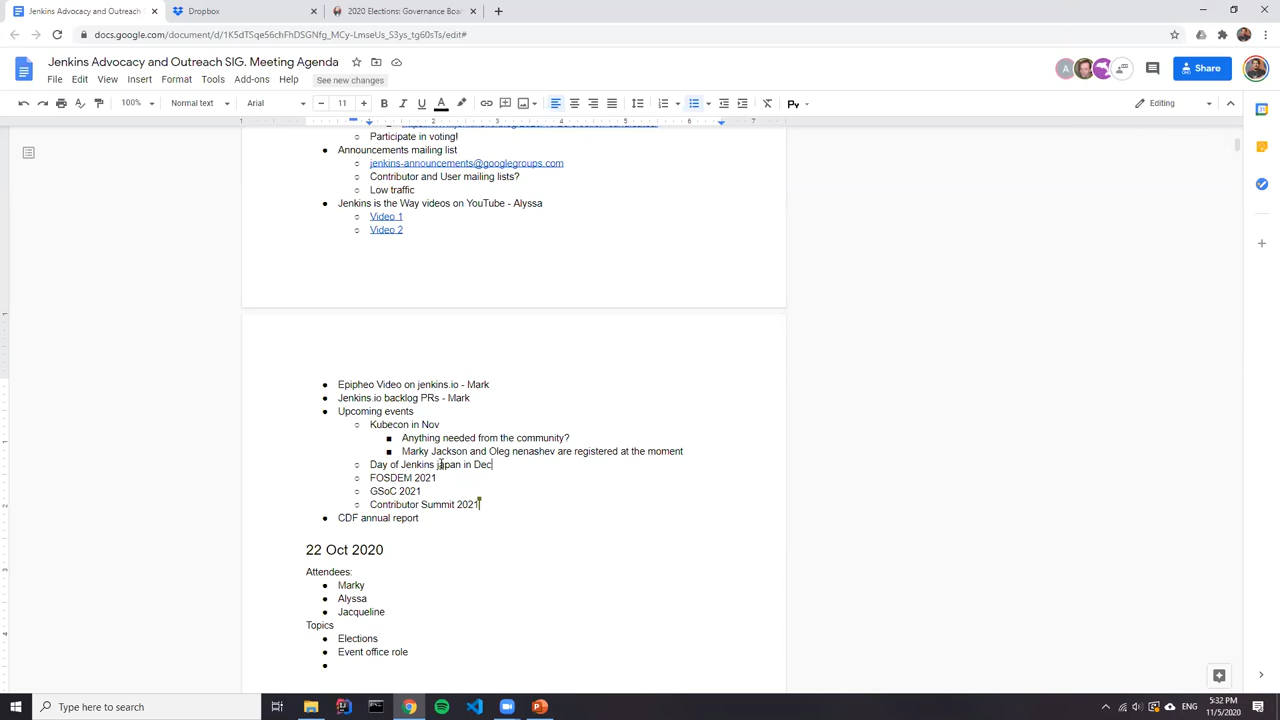 Jenkins Advocacy and Outreach
Dropbox
2020 Elections: Governance Boar
docs.google.com/document/d/1K5dTSqe56chFhDSGNfg_MCy-LmseUs_S3ys_tg60sTs/edit#
Jenkins Advocacy and Outreach SIG. Meeting Agenda
File Edit View Insert Format Tools Add-ons Help See new changes
A
Share
100% Normal text Arial 11 Editing
Participate in voting!
Announcements mailing list
jenkins-announcements@googlegroups.com
Contributor and User mailing lists?
Low traffic
Jenkins is the Way videos on YouTube - Alyssa
Video 1
Video 2
Epipheo Video on jenkins.io - Mark
Jenkins.io backlog PRs - Mark
Upcoming events
Kubecon in Nov
Anything needed from the community?
Marky Jackson and Oleg nenashev are registered at the moment
Day of Jenkins japan in Dec
FOSDEM 2021
GSoC 2021
Contributor Summit 2021
CDF annual report
22 Oct 2020
Attendees:
Marky
Alyssa
Jacqueline
Topics
Elections
Event office role
Type here to search
ENG
5:32 PM
11/5/2020